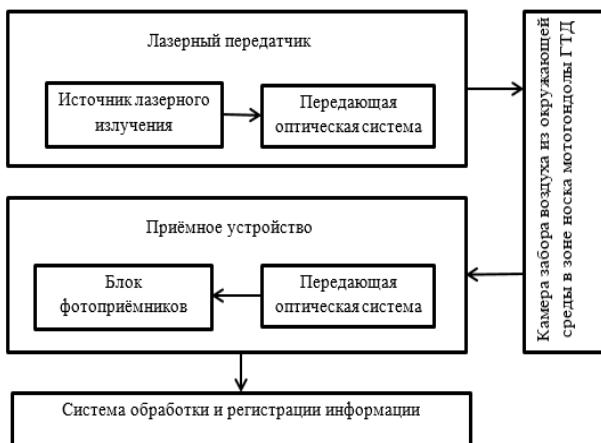 Лазерный передатчик
Источник лазерного
излучения
Передающая
оптическая система
Камера забора воздуха из окружающей
среды в зоне носка мотогондолы ГТД
Приёмное устройство
Блок
фотоприёмников
Передающая
оптическая система
Система обработки и регистрации информации